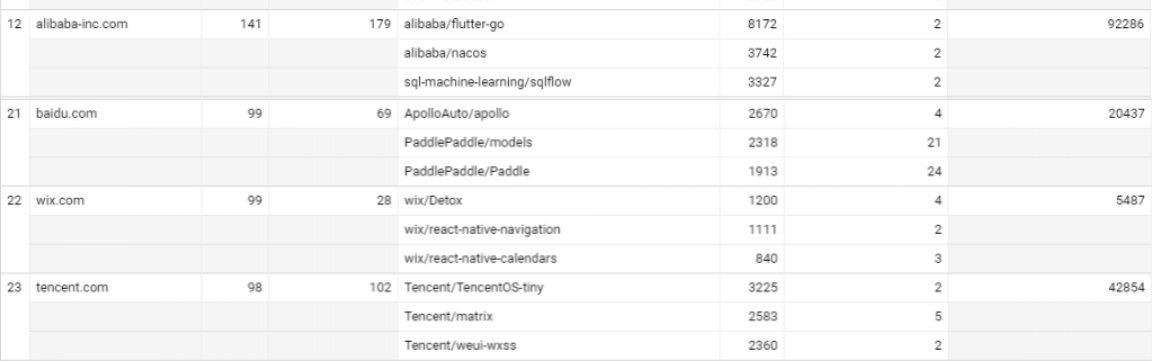 12 alibaba-inc.com 141 179 alibaba/flutter-go 8172 2 92286
alibaba/nacos 3742 2
sql-machine-learning/sqlflow 3327 2
21 baidu.com 99 69 ApolloAuto/apollo 2670 4 20437
PaddlePaddle/models 2318 21
PaddlePaddle/Paddle 1913 24
22 wix.com 99 28 wix/Detox 1200 4 5487
wix/react-native-navigation 1111 2
wix/react-native-calendars 840 3
23 tencent.com 98 102 Tencent/TencentOS-tiny 3225 2 42854
Tencent/matrix 2583 5
Tencent/weui-wxss 2360 2